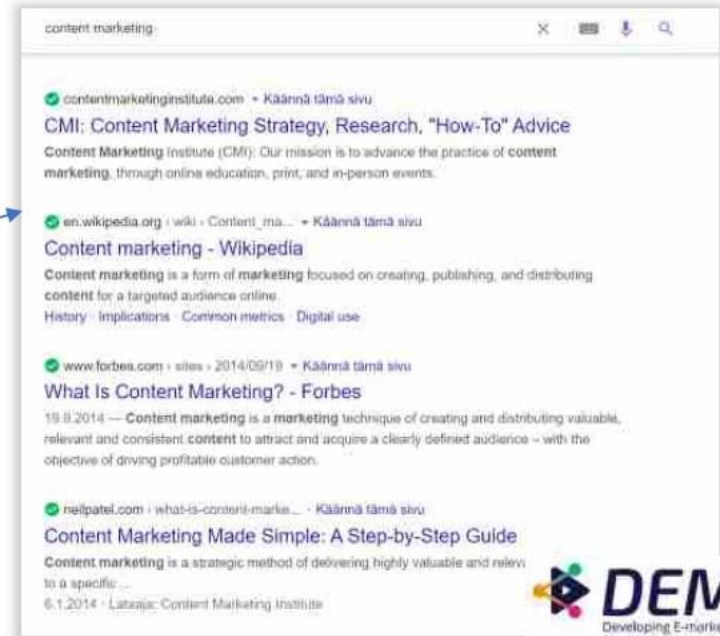 content marketing
contentmarketinginstitute.com Käännä tämä sivu
CMI: Content Marketing Strategy, Research, "How-To" Advice
Content Marketing Institute (CMI): Our mission is to advance the practice of content
marketing, through online education, print, and in-person events.
en.wikipedia.org › wiki › Content_ma... Käännä tämä sivu
Content marketing - Wikipedia
Content marketing is a form of marketing focused on creating, publishing, and distributing
content for a targeted audience online.
History · Implications · Common metrics · Digital use
www.forbes.com › sites › 2014/09/19 Käännä tämä sivu
What Is Content Marketing? - Forbes
19.9.2014 — Content marketing is a marketing technique of creating and distributing valuable,
relevant and consistent content to attract and acquire a clearly defined audience – with the
objective of driving profitable customer action.
neilpatel.com › what-is-content-marke... Käännä tämä sivu
Content Marketing Made Simple: A Step-by-Step Guide
Content marketing is a strategic method of delivering highly valuable and relev
to a specific ...
6.1.2014 · Lataaja: Content Marketing Institute
DEM
Developing E-marke